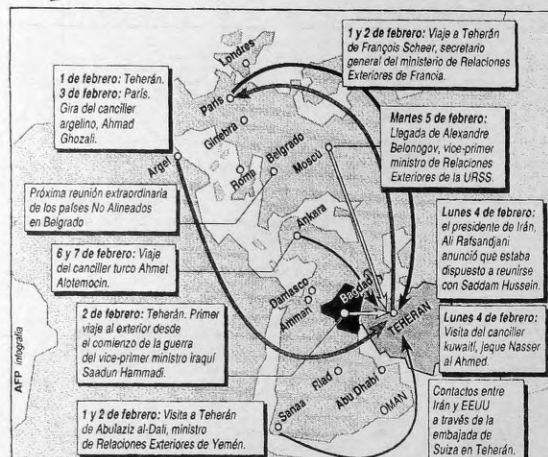 1 y 2 de febrero: Viaje a Teherán
de François Scheer, secretario
general del ministerio de Relaciones
Exteriores de Francia.
1 de febrero: Teherán.
3 de febrero: París.
Gira del canciller
argelino, Ahmad
Ghozali.
Martes 5 de febrero:
Llegada de Alexandre
Belonogov, vice-primer
ministro de Relaciones
Exteriores de la URSS.
Próxima reunión extraordinaria
de los países No Alineados
en Belgrado
Lunes 4 de febrero:
el presidente de Irán,
Ali Rafsandjani
anunció que estaba
dispuesto a reunirse
con Saddam Hussein.
6 y 7 de febrero: Viaje
del canciller turco Ahmet
Alotemocin.
2 de febrero: Teherán. Primer
viaje al exterior desde
el comienzo de la guerra
del vice-primer ministro iraquí
Saadun Hammadi.
Lunes 4 de febrero:
Visita del canciller
kuwaití, jeque Nasser
al Ahmed.
1 y 2 de febrero: Visita a Teherán
de Abulaziz al-Dali, ministro
de Relaciones Exteriores de Yemén.
Contactos entre
Irán y EEUU
a través de la
embajada de
Suiza en Teherán.
Londres
París
Ginebra
Argel
Roma
Belgrado
Moscú
Ankara
Damasco
Amman
Bagdad
TEHERAN
Riad
Abu Dhabi
OMAN
Sanaa
AFP infografía